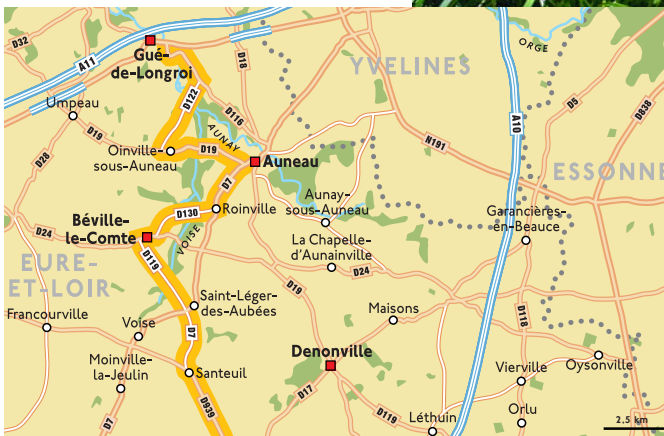 D32
A11
Gué-
de-Longroi
D18
YVELINES
ORGE
D5
D838
A10
Umpeau
D122
D116
D19
AUNAY
N191
ESSONNE
D28
Oinville-
sous-Auneau
D19
Auneau
D7
Aunay-
sous-Auneau
D130
Roinville
Béville-
le-Comte
Garancières-
en-Beauce
D24
VOISE
La Chapelle-
d'Aunainville
D24
D119
EURE-
ET-LOIR
D19
Saint-Léger-
des-Aubées
Maisons
D118
Francourville
Voise
D7
Moinville-
la-Jeulin
Denonville
Santeuil
Vierville
Oysonville
D17
D7
D939
D119
Léthuin
Orlu
2,5 km